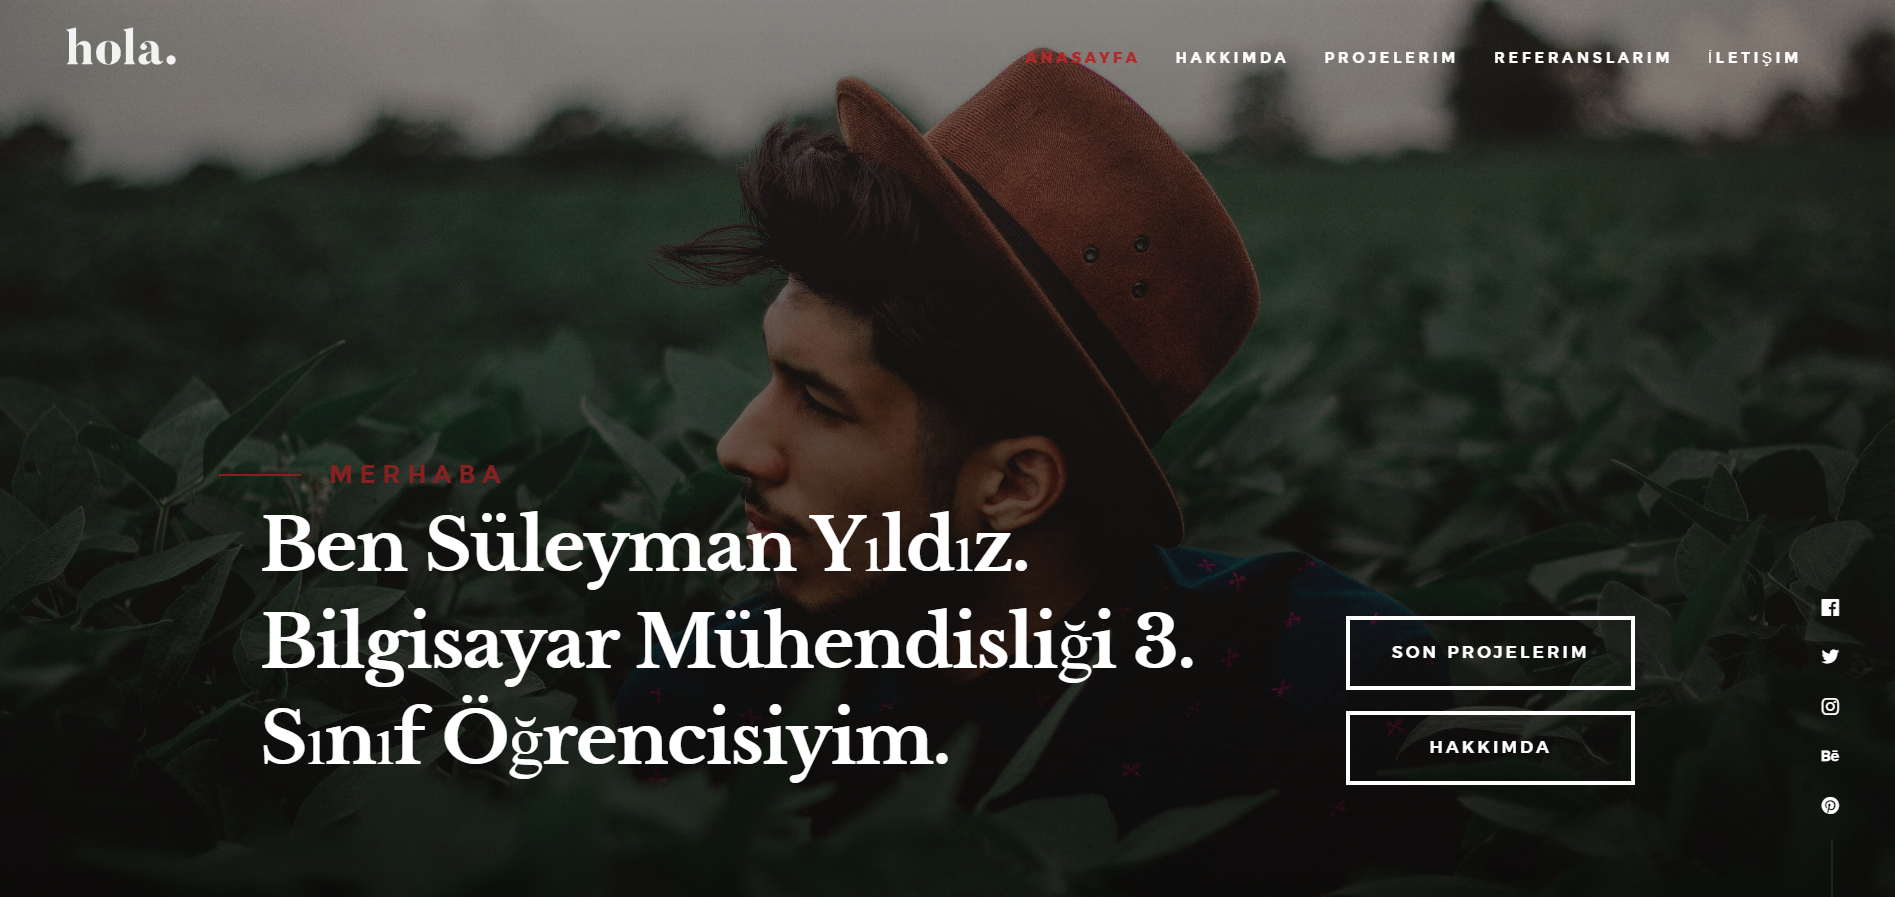 hola.
ANASAYFA HAKKIMDA PROJELERIM REFERANSLARIM İLETIŞIM
MERHABA
Ben Süleyman Yıldız.
Bilgisayar Mühendisliği 3.
Sınıf Öğrencisiyim.
SON PROJELERIM
HAKKIMDA
Bē